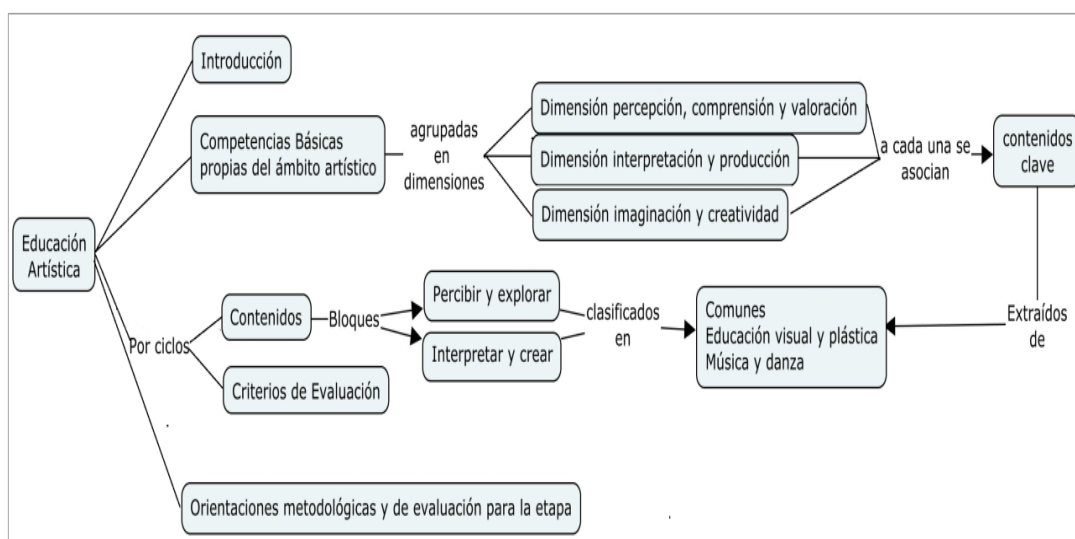 Introducción
Competencias Básicas
propias del ámbito artístico
agrupadas
en
dimensiones
Dimensión percepción, comprensión y valoración
Dimensión interpretación y producción
Dimensión imaginación y creatividad
a cada una se
asocian
contenidos
clave
Educación
Artística
Por ciclos
Contenidos
Bloques
Percibir y explorar
Interpretar y crear
clasificados
en
Comunes
Educación visual y plástica
Música y danza
Extraídos
de
Criterios de Evaluación
Orientaciones metodológicas y de evaluación para la etapa